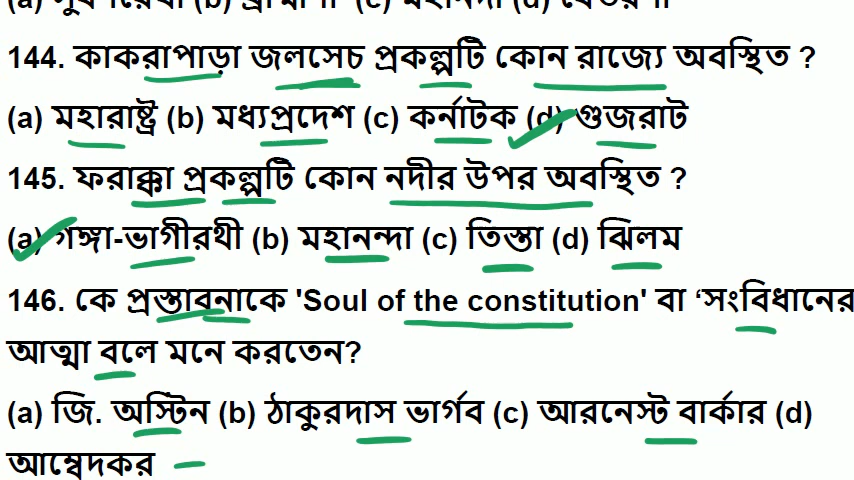 144. কাকরাপাড়া জলসেচ প্রকল্পটি কোন রাজ্যে অবস্থিত ?
(a) মহারাষ্ট্র (b) মধ্যপ্রদেশ (c) কর্নাটক (d) গুজরাট
145. ফরাক্কা প্রকল্পটি কোন নদীর উপর অবস্থিত ?
(a) গঙ্গা-ভাগীরথী (b) মহানন্দা (c) তিস্তা (d) ঝিলম
146. কে প্রস্তাবনাকে 'Soul of the constitution' বা ‘সংবিধানের
আত্মা বলে মনে করতেন?
(a) জি. অস্টিন (b) ঠাকুরদাস ভার্গব (c) আরনেস্ট বার্কার (d)
আম্বেদকর